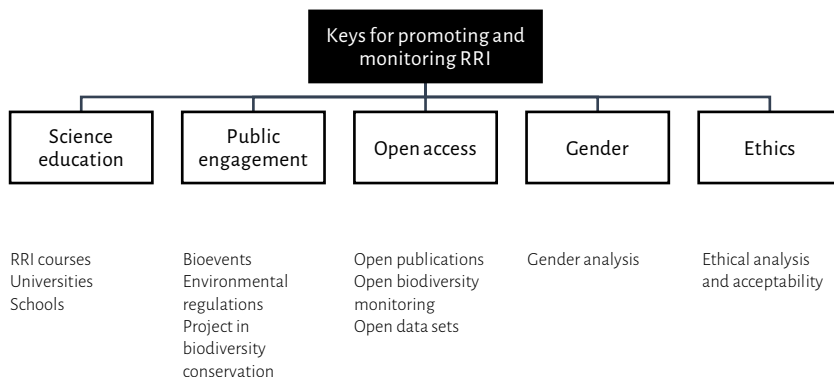 Keys for promoting and
monitoring RRI
Science
education
Public
engagement
Open access
Gender
Ethics
RRI courses
Universities
Schools
Bioevents
Environmental
regulations
Project in
biodiversity
conservation
Open publications
Open biodiversity
monitoring
Open data sets
Gender analysis
Ethical analysis
and acceptability